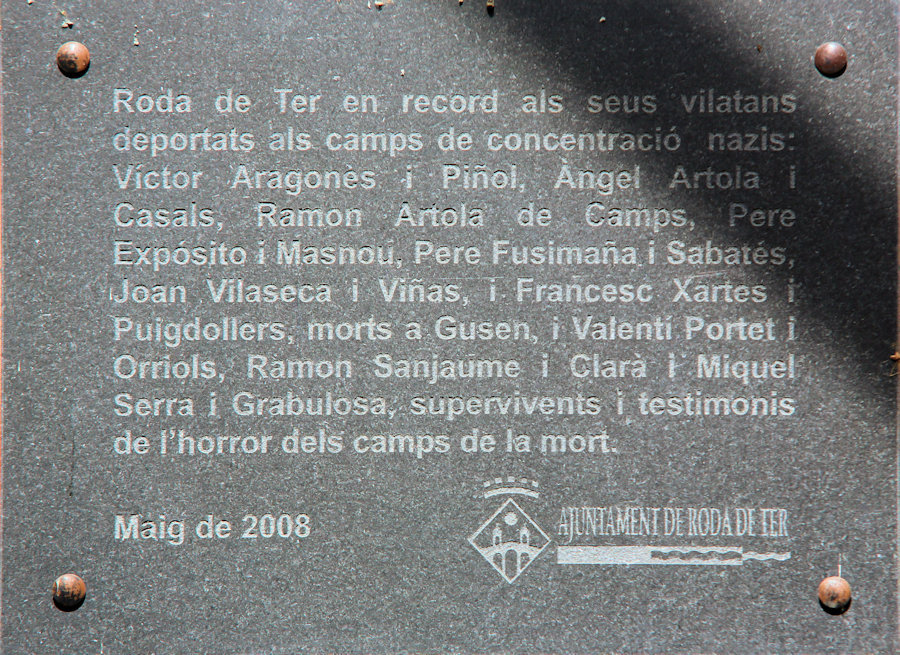 Roda de Ter en record als seus vilatans
deportats als camps de concentració nazis:
Víctor Aragonès i Piñol, Àngel Artola i
Casals, Ramon Artola de Camps, Pere
Expósito i Masnou, Pere Fusimaña i Sabatés,
Joan Vilaseca i Viñas, i Francesc Xartes i
Puigdollers, morts a Gusen, i Valentí Portet i
Orriols, Ramon Sanjaume i Clarà i Miquel
Serra i Grabulosa, supervivents i testimonis
de l'horror dels camps de la mort.
Maig de 2008
AJUNTAMENT DE RODA DE TER